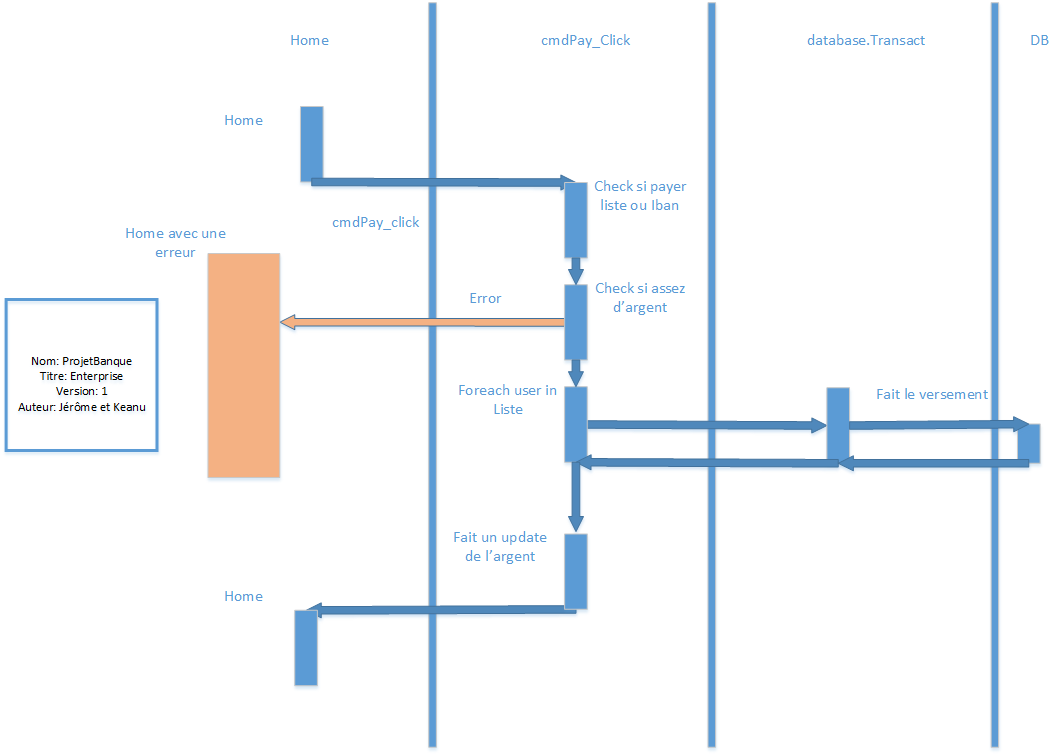 Home
cmdPay_Click
database.Transact
DB
Home
Check si payer
liste ou Iban
cmdPay_click
Home avec une
erreur
Check si assez
d’argent
Error
Nom: ProjetBanque
Titre: Enterprise
Version: 1
Auteur: Jérôme et Keanu
Foreach user in
Liste
Fait le versement
Fait un update
de l’argent
Home